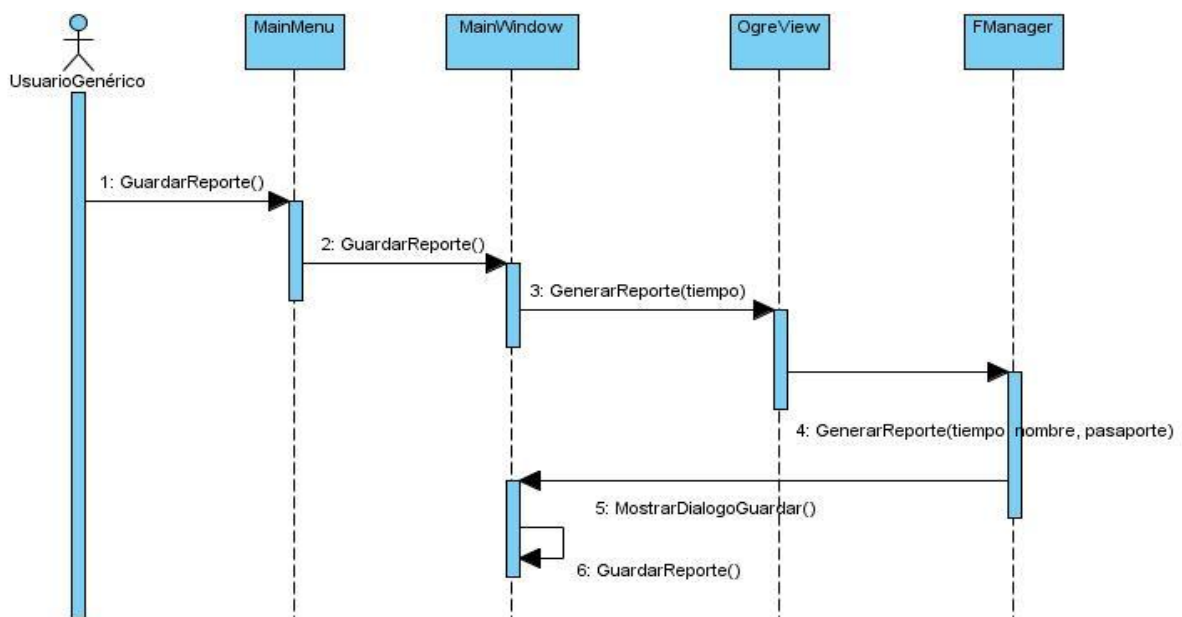 MainMenu
MainWindow
OgreView
FManager
UsuarioGenérico
1: GuardarReporte()
2: GuardarReporte()
3: GenerarReporte(tiempo)
4: GenerarReporte(tiempo nombre, pasaporte)
5: MostrarDialogoGuardar()
6: GuardarReporte()